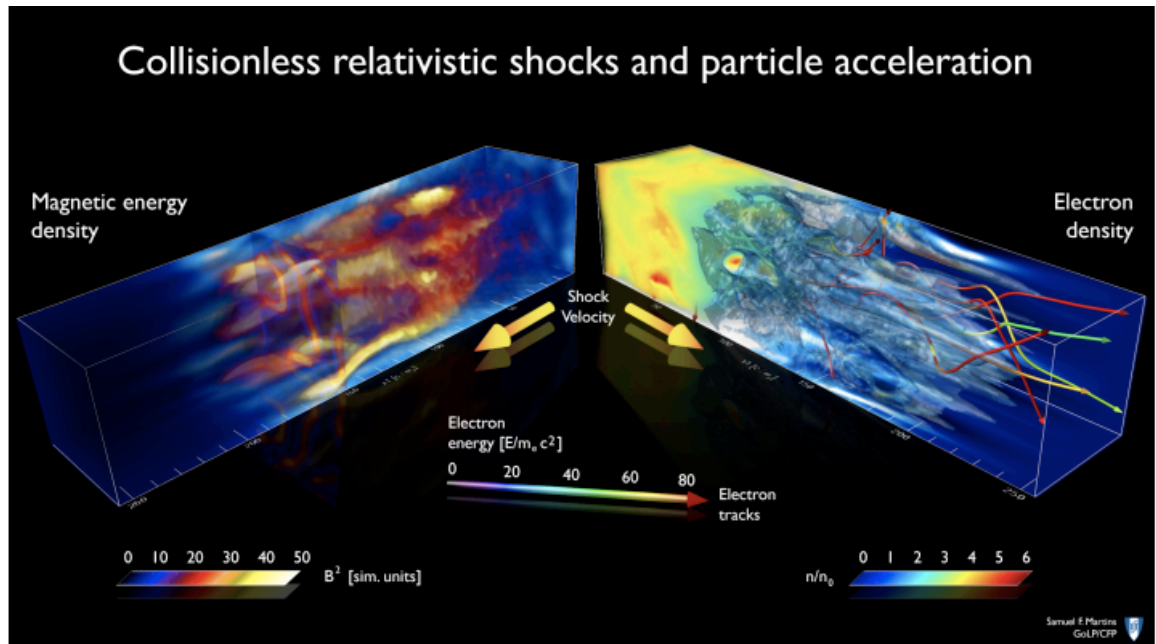 Collisionless relativistic shocks and particle acceleration
Magnetic energy
density
Electron
density
Shock
Velocity
200
250
Electron
energy [E/mₑ c²]
0 20 40 60 80
Electron
tracks
0 10 20 30 40 50
B² [sim. units]
0 1 2 3 4 5 6
n/n₀
Samuel F. Martins
GoLP/CFP